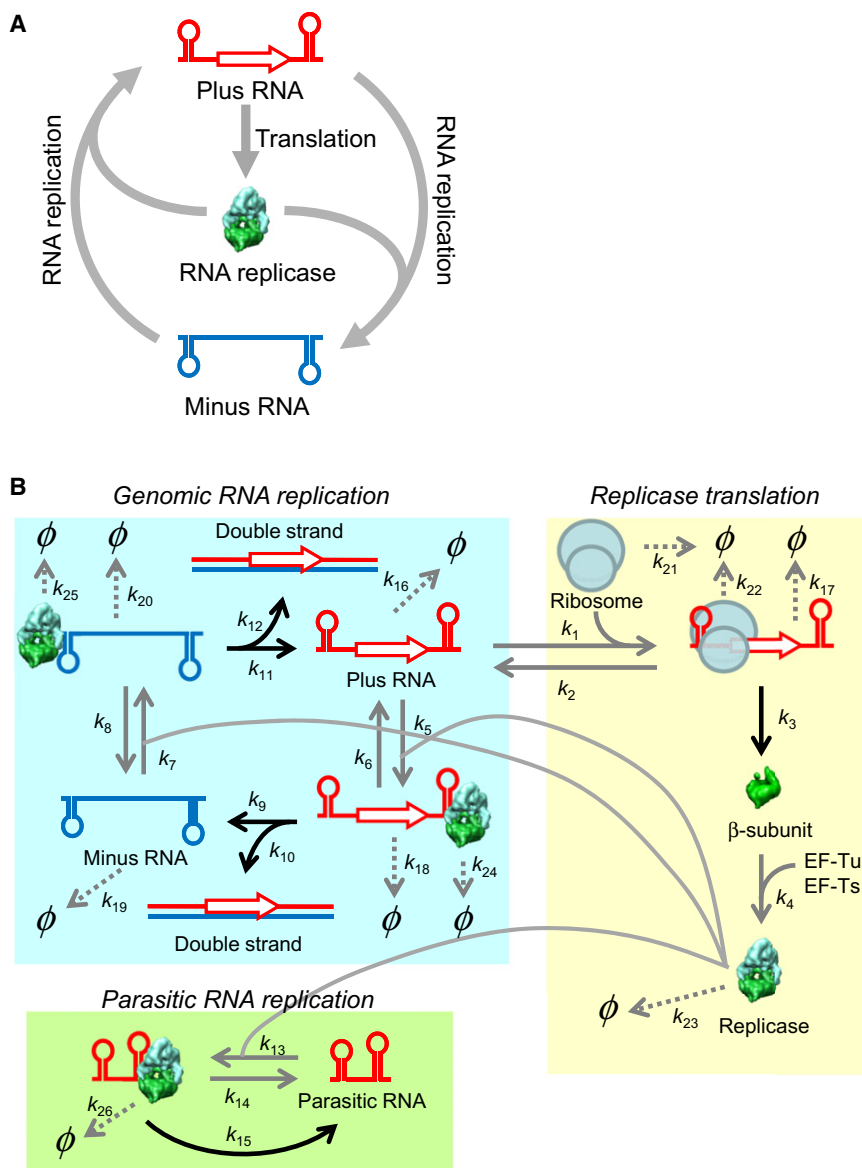 A
Plus RNA
Translation
RNA replication
RNA replication
RNA replicase
Minus RNA
B
Genomic RNA replication
Replicase translation
Double strand
ϕ
ϕ
ϕ
ϕ
ϕ
k25
k20
k16
k21
k22
k17
Ribosome
k12
k11
k1
Plus RNA
k2
k8
k7
k6
k5
k3
k9
β-subunit
Minus RNA
k10
k18
k24
EF-Tu
EF-Ts
k19
k4
ϕ
ϕ
ϕ
Double strand
Parasitic RNA replication
ϕ
k23
Replicase
k13
k14
Parasitic RNA
k26
ϕ
k15